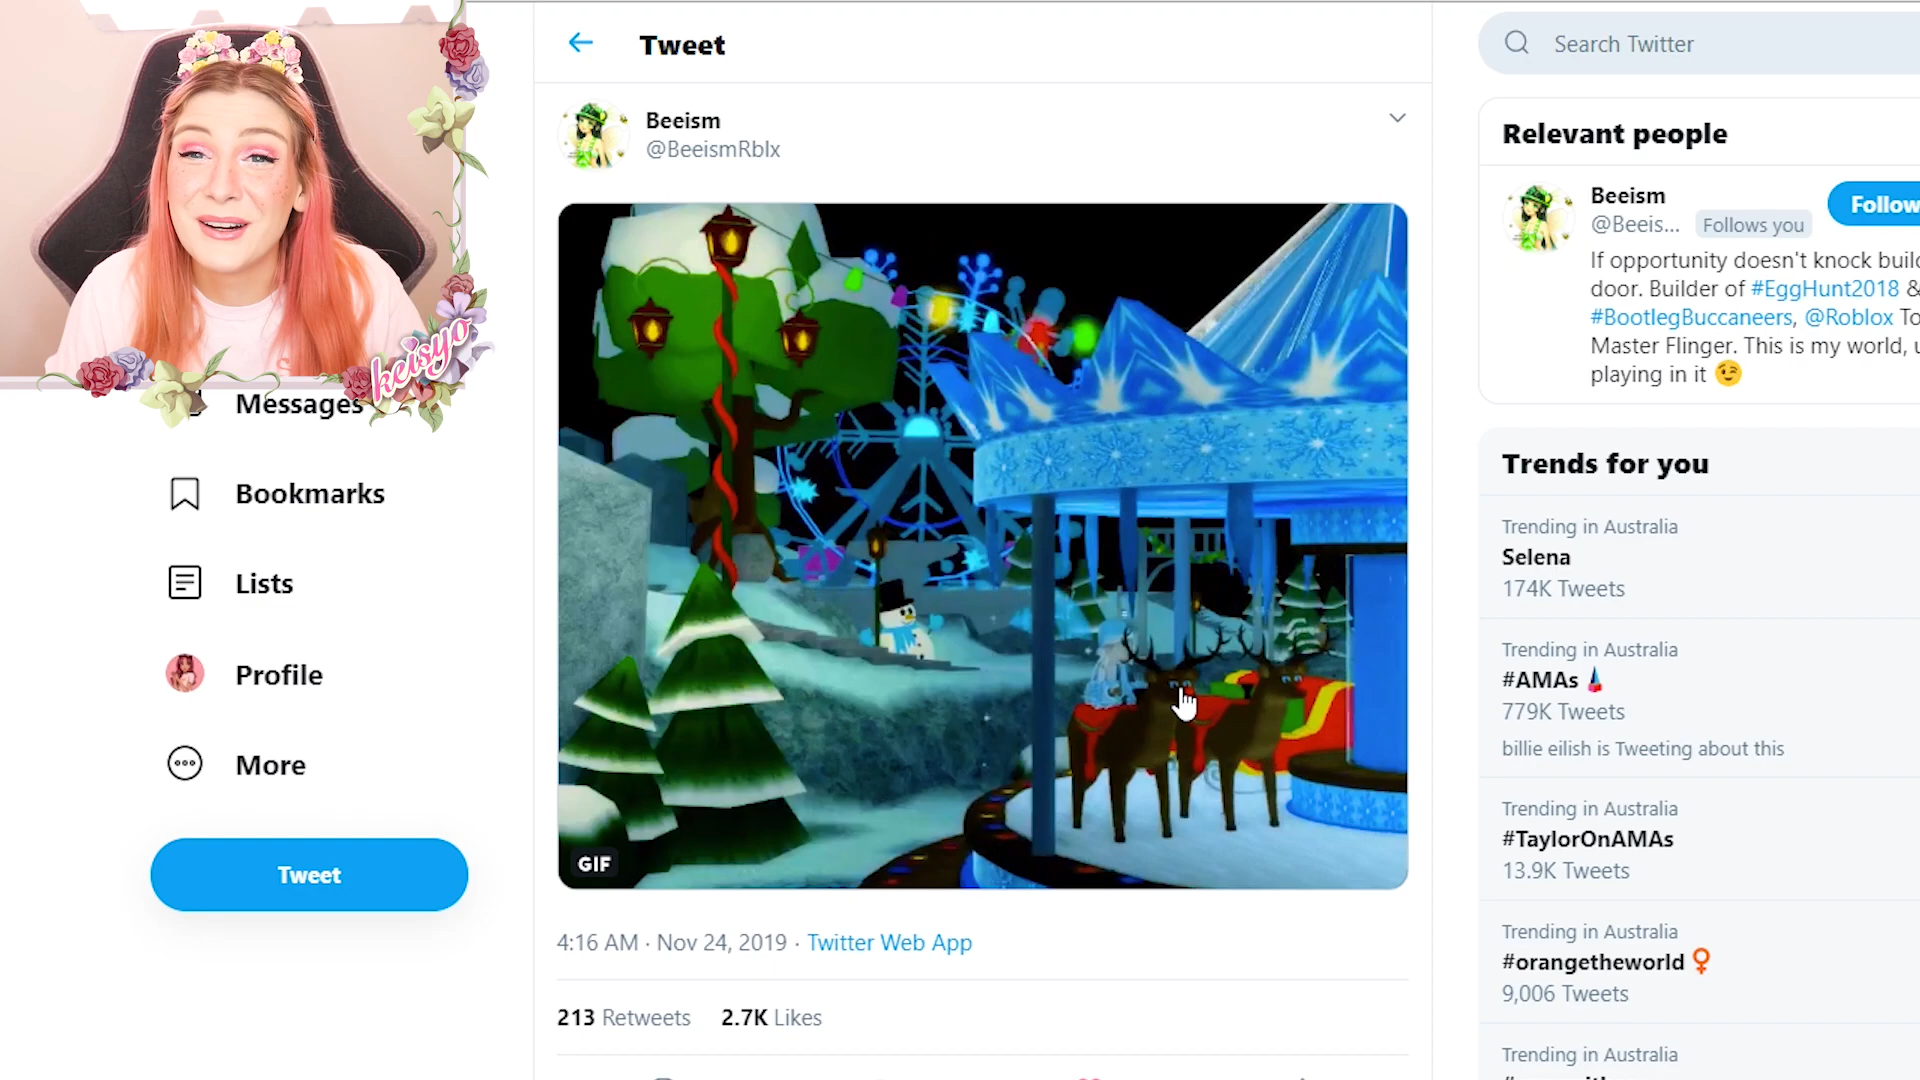 keisyo
Messages
Bookmarks
Lists
Profile
More
Tweet
Tweet
Beeism
@BeeismRblx
GIF
4:16 AM · Nov 24, 2019 · Twitter Web App
213 Retweets 2.7K Likes
Search Twitter
Relevant people
Beeism
@Beeis... Follows you
Follow
If opportunity doesn't knock build
door. Builder of #EggHunt2018 &
#BootlegBuccaneers, @Roblox To
Master Flinger. This is my world, u
playing in it 😉
Trends for you
Trending in Australia
Selena
174K Tweets
Trending in Australia
#AMAs
779K Tweets
billie eilish is Tweeting about this
Trending in Australia
#TaylorOnAMAs
13.9K Tweets
Trending in Australia
#orangetheworld
9,006 Tweets
Trending in Australia